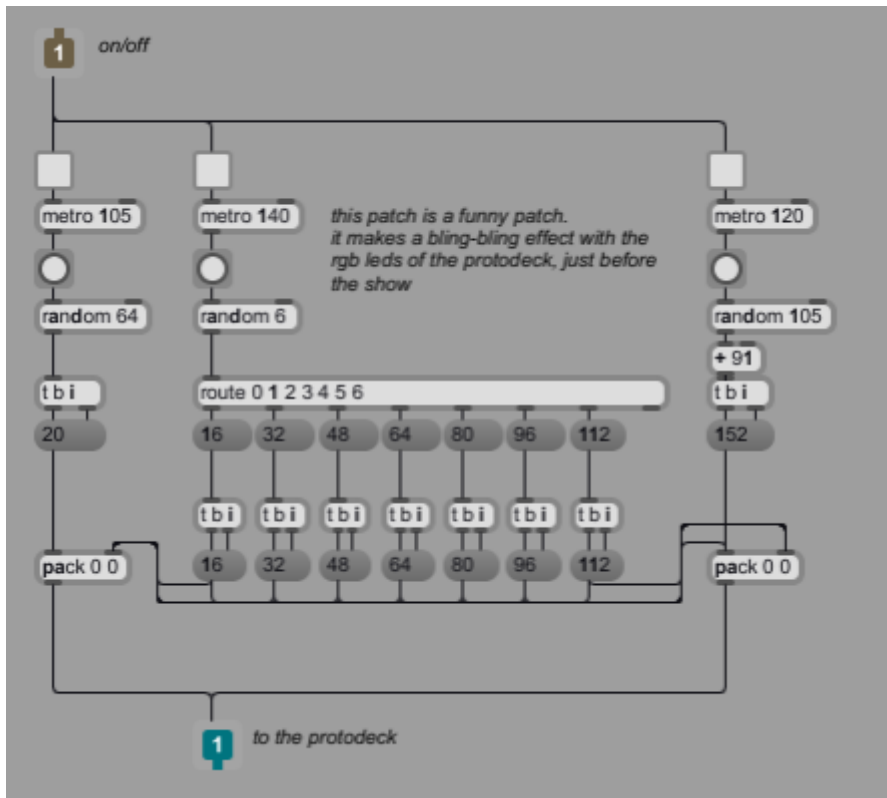 1 on/off
metro 105
metro 140
this patch is a funny patch.
it makes a bling-bling effect with the
rgb leds of the protodeck, just before
the show
metro 120
random 64
random 6
random 105
+ 91
t b i
route 0 1 2 3 4 5 6
t b i
20
16 32 48 64 80 96 112
152
t b i t b i t b i t b i t b i t b i t b i
pack 0 0
16 32 48 64 80 96 112
pack 0 0
1 to the protodeck